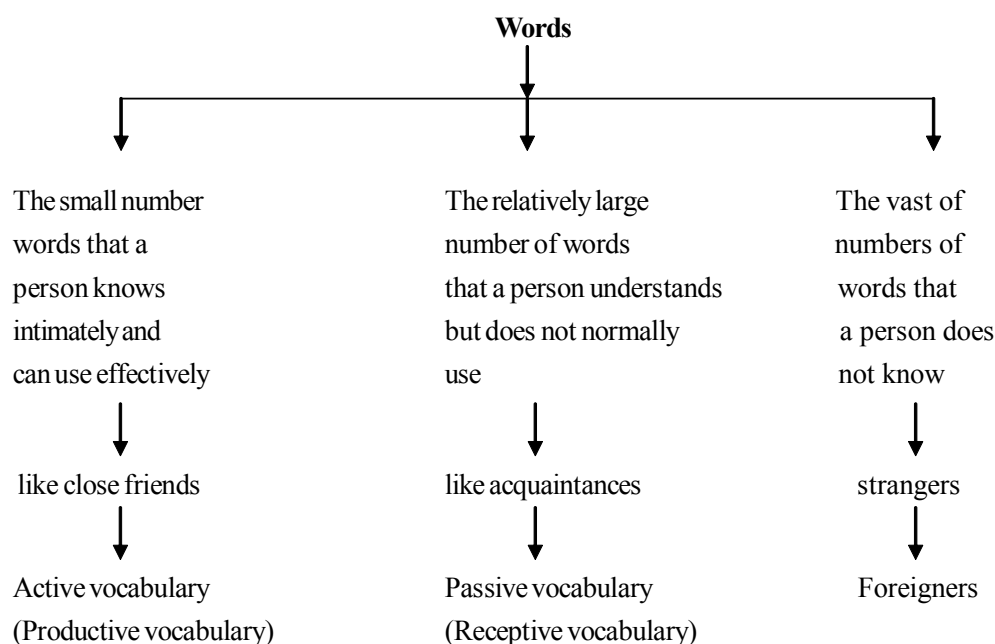 Words
The small number
words that a
person knows
intimately and
can use effectively
like close friends
Active vocabulary
(Productive vocabulary)
The relatively large
number of words
that a person understands
but does not normally
use
like acquaintances
Passive vocabulary
(Receptive vocabulary)
The vast of
numbers of
words that
a person does
not know
strangers
Foreigners